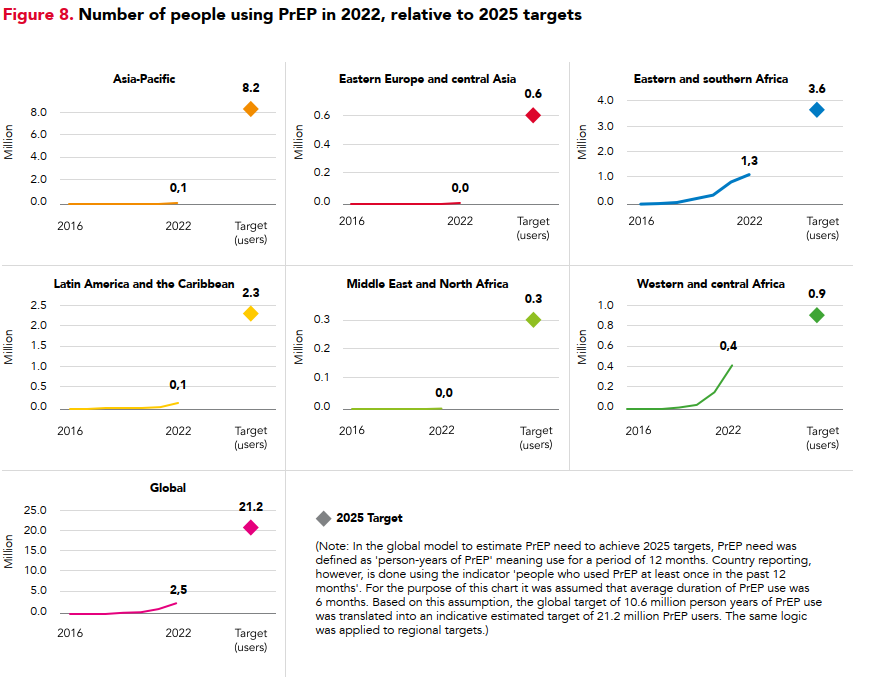 Figure 8. Number of people using PrEP in 2022, relative to 2025 targets
Asia-Pacific
8.2
8.0
6.0
4.0
2.0
0.0
Million
0,1
2016
2022
Target
(users)
Eastern Europe and central Asia
0.6
0.6
0.4
0.2
0.0
Million
0,0
2016
2022
Target
(users)
Eastern and southern Africa
3.6
4.0
3.0
2.0
1.0
0.0
Million
1,3
2016
2022
Target
(users)
Latin America and the Caribbean
2.3
2.5
2.0
1.5
1.0
0.5
0.0
Million
0,1
2016
2022
Target
(users)
Middle East and North Africa
0.3
0.3
0.2
0.1
0.0
Million
0,0
2016
2022
Target
(users)
Western and central Africa
0.9
1.0
0.8
0.6
0.4
0.2
0.0
Million
0,4
2016
2022
Target
(users)
Global
21.2
25.0
20.0
15.0
10.0
5.0
0.0
Million
2,5
2016
2022
Target
(users)
2025 Target
(Note: In the global model to estimate PrEP need to achieve 2025 targets, PrEP need was
defined as 'person-years of PrEP' meaning use for a period of 12 months. Country reporting,
however, is done using the indicator 'people who used PrEP at least once in the past 12
months'. For the purpose of this chart it was assumed that average duration of PrEP use was
6 months. Based on this assumption, the global target of 10.6 million person years of PrEP use
was translated into an indicative estimated target of 21.2 million PrEP users. The same logic
was applied to regional targets.)